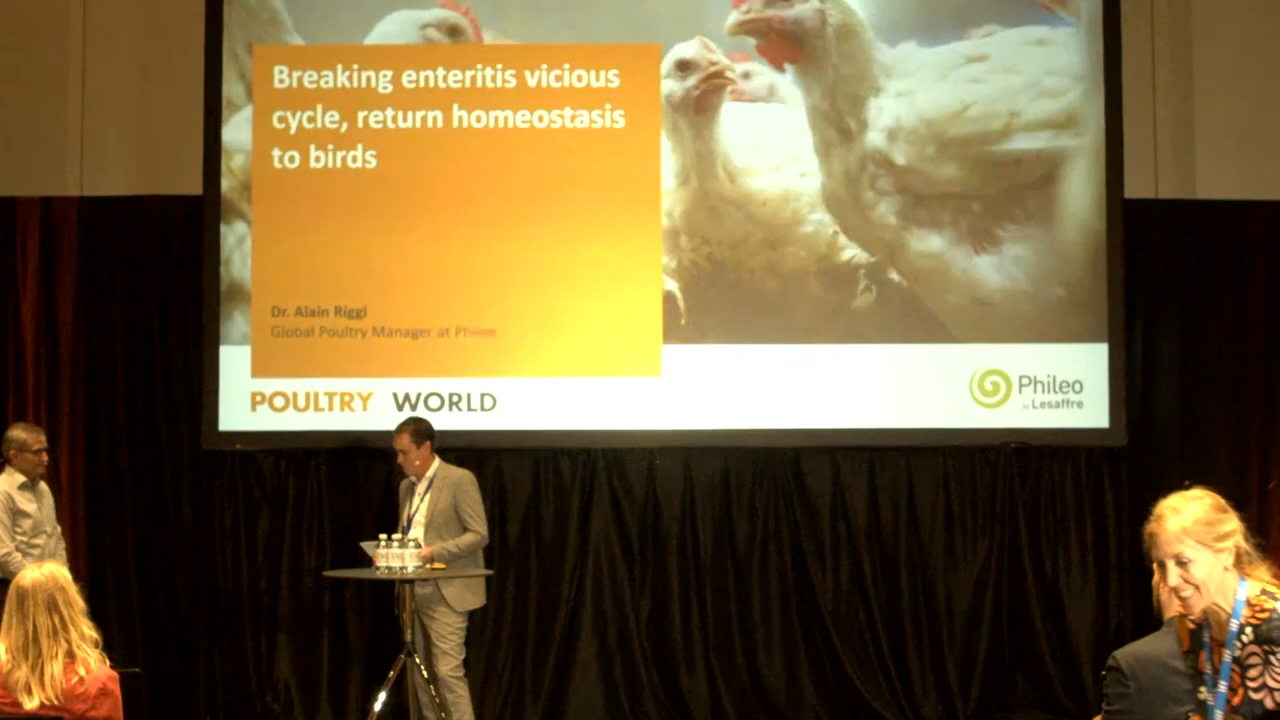 Breaking enteritis vicious
cycle, return homeostasis
to birds
Dr. Alain Riggi
Global Poultry Manager at Phileo
POULTRY WORLD
Phileo
by Lesaffre